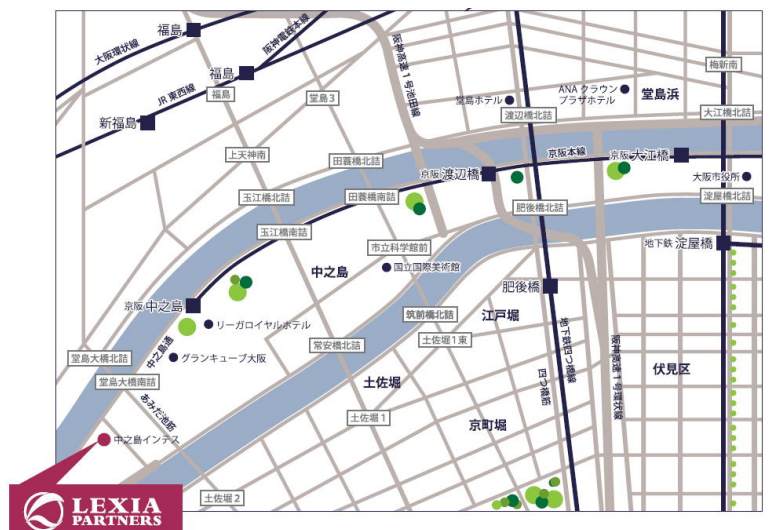 福島
大阪環状線
阪神電鉄本線
福島
JR東西線
福島
新福島
堂島3
阪神高速1号池田線
堂島ホテル
ANA クラウン
プラザホテル
堂島浜
梅新南
渡辺橋北詰
大江橋北詰
上天神南
田蓑橋北詰
京阪本線
京阪 大江橋
京阪 渡辺橋
大阪市役所
玉江橋北詰
田蓑橋南詰
淀屋橋北詰
肥後橋北詰
玉江橋南詰
市立科学館前
地下鉄 淀屋橋
中之島
国立国際美術館
肥後橋
京阪 中之島
筑前橋北詰
江戸堀
リーガロイヤルホテル
土佐堀1東
常安橋北詰
地下鉄四つ橋線
阪神高速1号環状線
中之島通
堂島大橋北詰
グランキューブ大阪
堂島大橋南詰
土佐堀
四つ橋筋
伏見区
あみだ池筋
土佐堀1
京町堀
中之島インテス
土佐堀2
LEXIA
PARTNERS